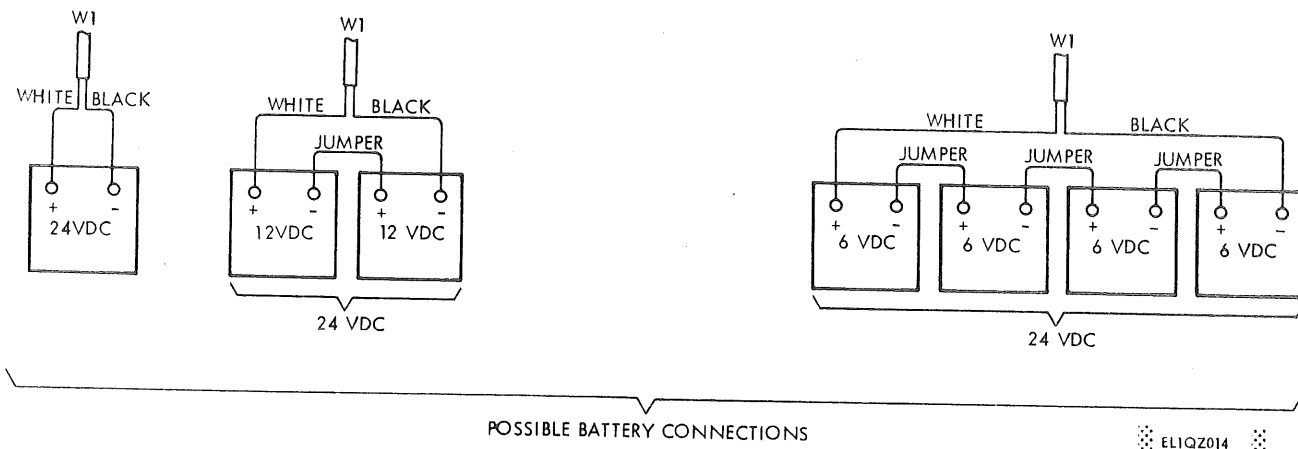 W1
WHITE BLACK
+ -
24VDC
W1
WHITE BLACK
JUMPER
+ - + -
12VDC 12 VDC
24 VDC
W1
WHITE BLACK
JUMPER JUMPER JUMPER
+ - + - + - + -
6 VDC 6 VDC 6 VDC 6 VDC
24 VDC
POSSIBLE BATTERY CONNECTIONS
EL1QZ014